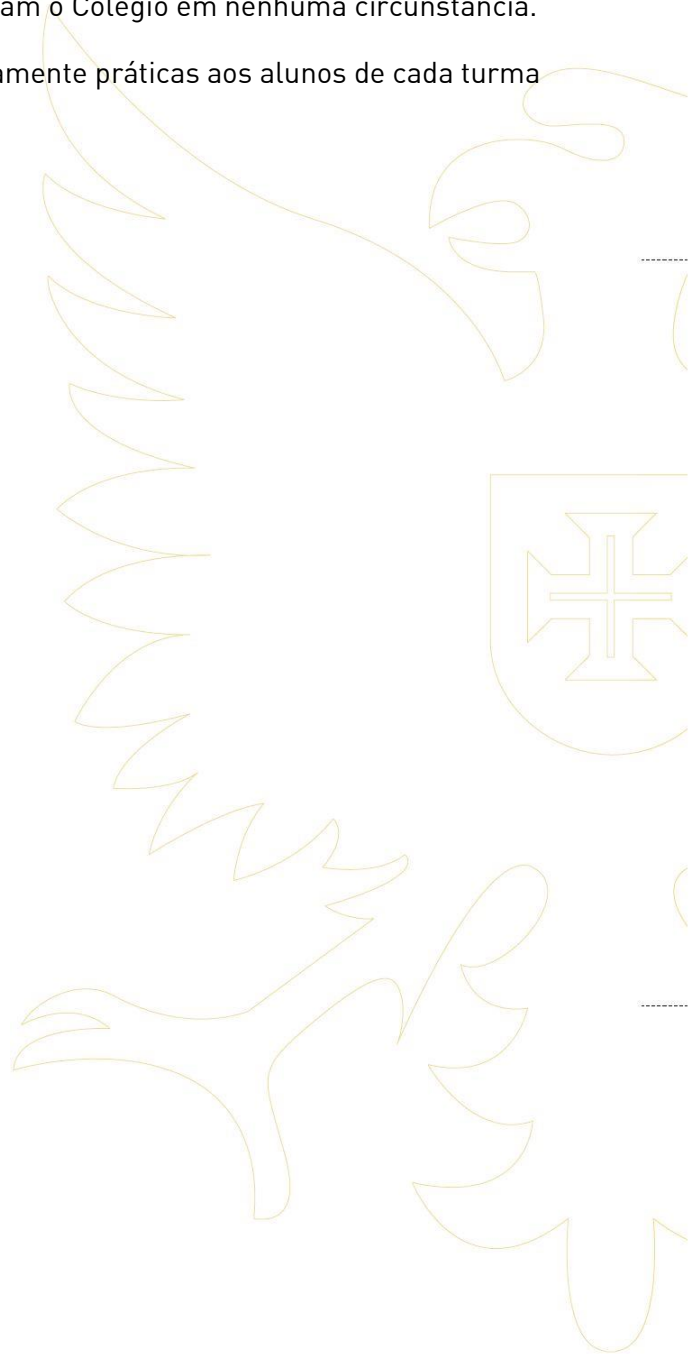 am o Colégio em nenhuma circunstância.
amente práticas aos alunos de cada turma